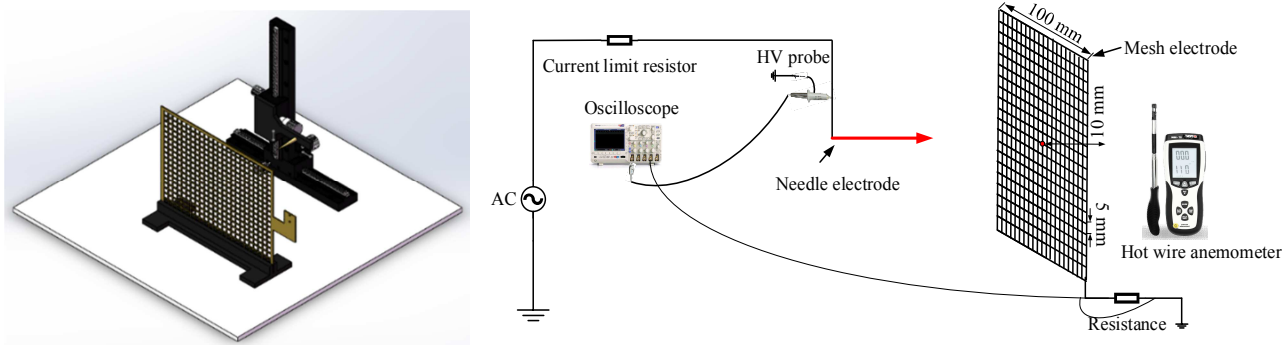 100 mm
Mesh electrode
HV probe
Current limit resistor
Oscilloscope
10 mm
Needle electrode
AC
5 mm
Hot wire anemometer
Resistance